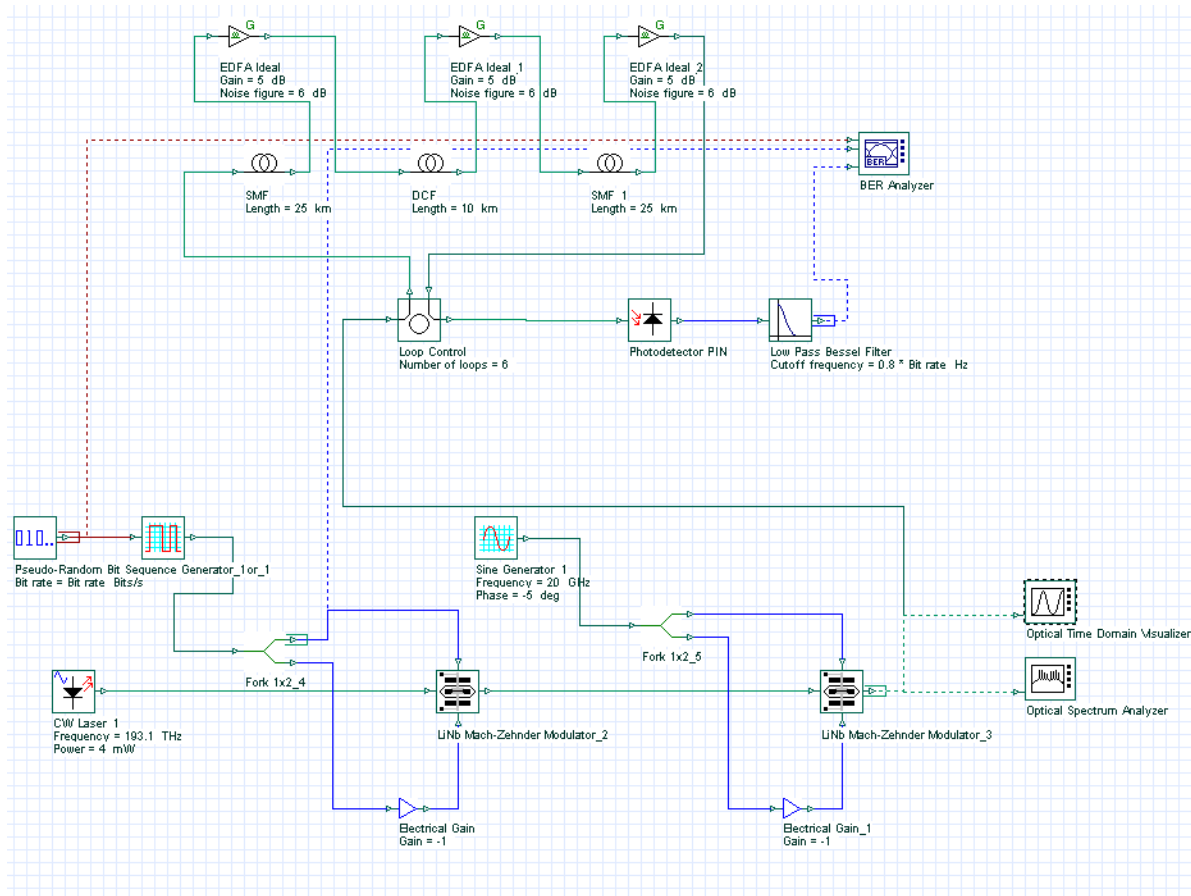 G
G
G
EDFA Ideal
Gain = 5 dB
Noise figure = 6 dB
EDFA Ideal_1
Gain = 5 dB
Noise figure = 6 dB
EDFA Ideal_2
Gain = 5 dB
Noise figure = 6 dB
BER
BER Analyzer
SMF
Length = 25 km
DCF
Length = 10 km
SMF_1
Length = 25 km
Loop Control
Number of loops = 6
Photodetector PIN
Low Pass Bessel Filter
Cutoff frequency = 0.8 * Bit rate Hz
010..
Pseudo-Random Bit Sequence Generator_1or_1
Bit rate = Bit rate Bits/s
Sine Generator 1
Frequency = 20 GHz
Phase = -5 deg
Optical Time Domain Visualizer
Fork 1x2_4
Fork 1x2_5
Optical Spectrum Analyzer
CW Laser 1
Frequency = 193.1 THz
Power = 4 mW
LiNb Mach-Zehnder Modulator_2
LiNb Mach-Zehnder Modulator_3
Electrical Gain
Gain = -1
Electrical Gain_1
Gain = -1